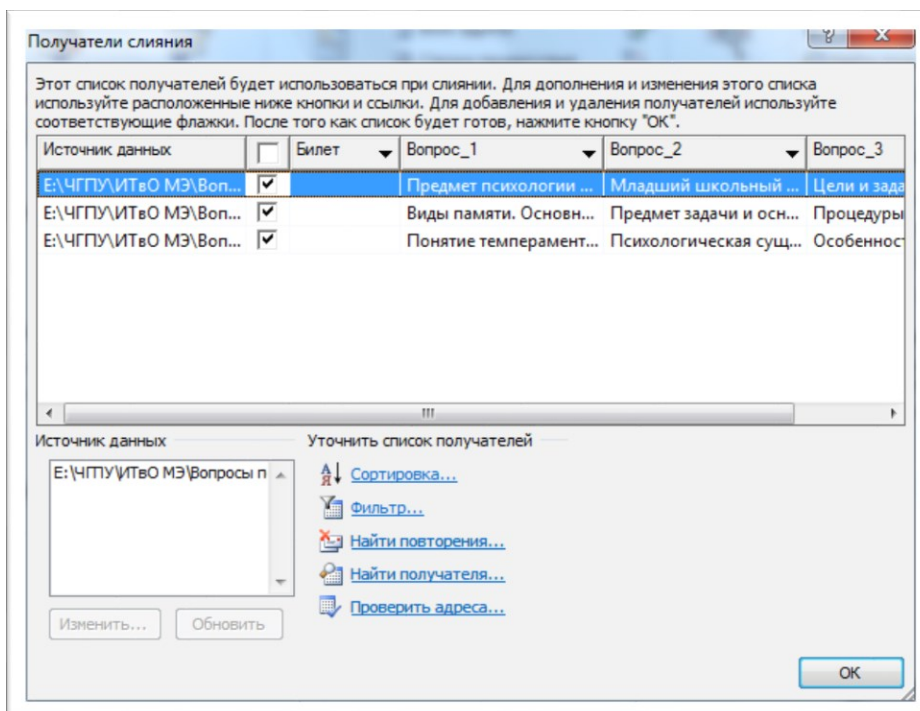 Получатели слияния
Этот список получателей будет использоваться при слиянии. Для дополнения и изменения этого списка
используйте расположенные ниже кнопки и ссылки. Для добавления и удаления получателей используйте
соответствующие флажки. После того как список будет готов, нажмите кнопку "ОК".
Источник данных Билет Вопрос_1 Вопрос_2 Вопрос_3
E:\ЧГПУ\ИТвО МЭ\Воп... Предмет психологии ... Младший школьный ... Цели и зада
E:\ЧГПУ\ИТвО МЭ\Воп... Виды памяти. Основн... Предмет задачи и осн... Процедуры
E:\ЧГПУ\ИТвО МЭ\Воп... Понятие темперамент... Психологическая сущ... Особенност
Источник данных Уточнить список получателей
E:\ЧГПУ\ИТвО МЭ\Вопросы п
Сортировка...
Фильтр...
Найти повторения...
Найти получателя...
Проверить адреса...
Изменить... Обновить
ОК